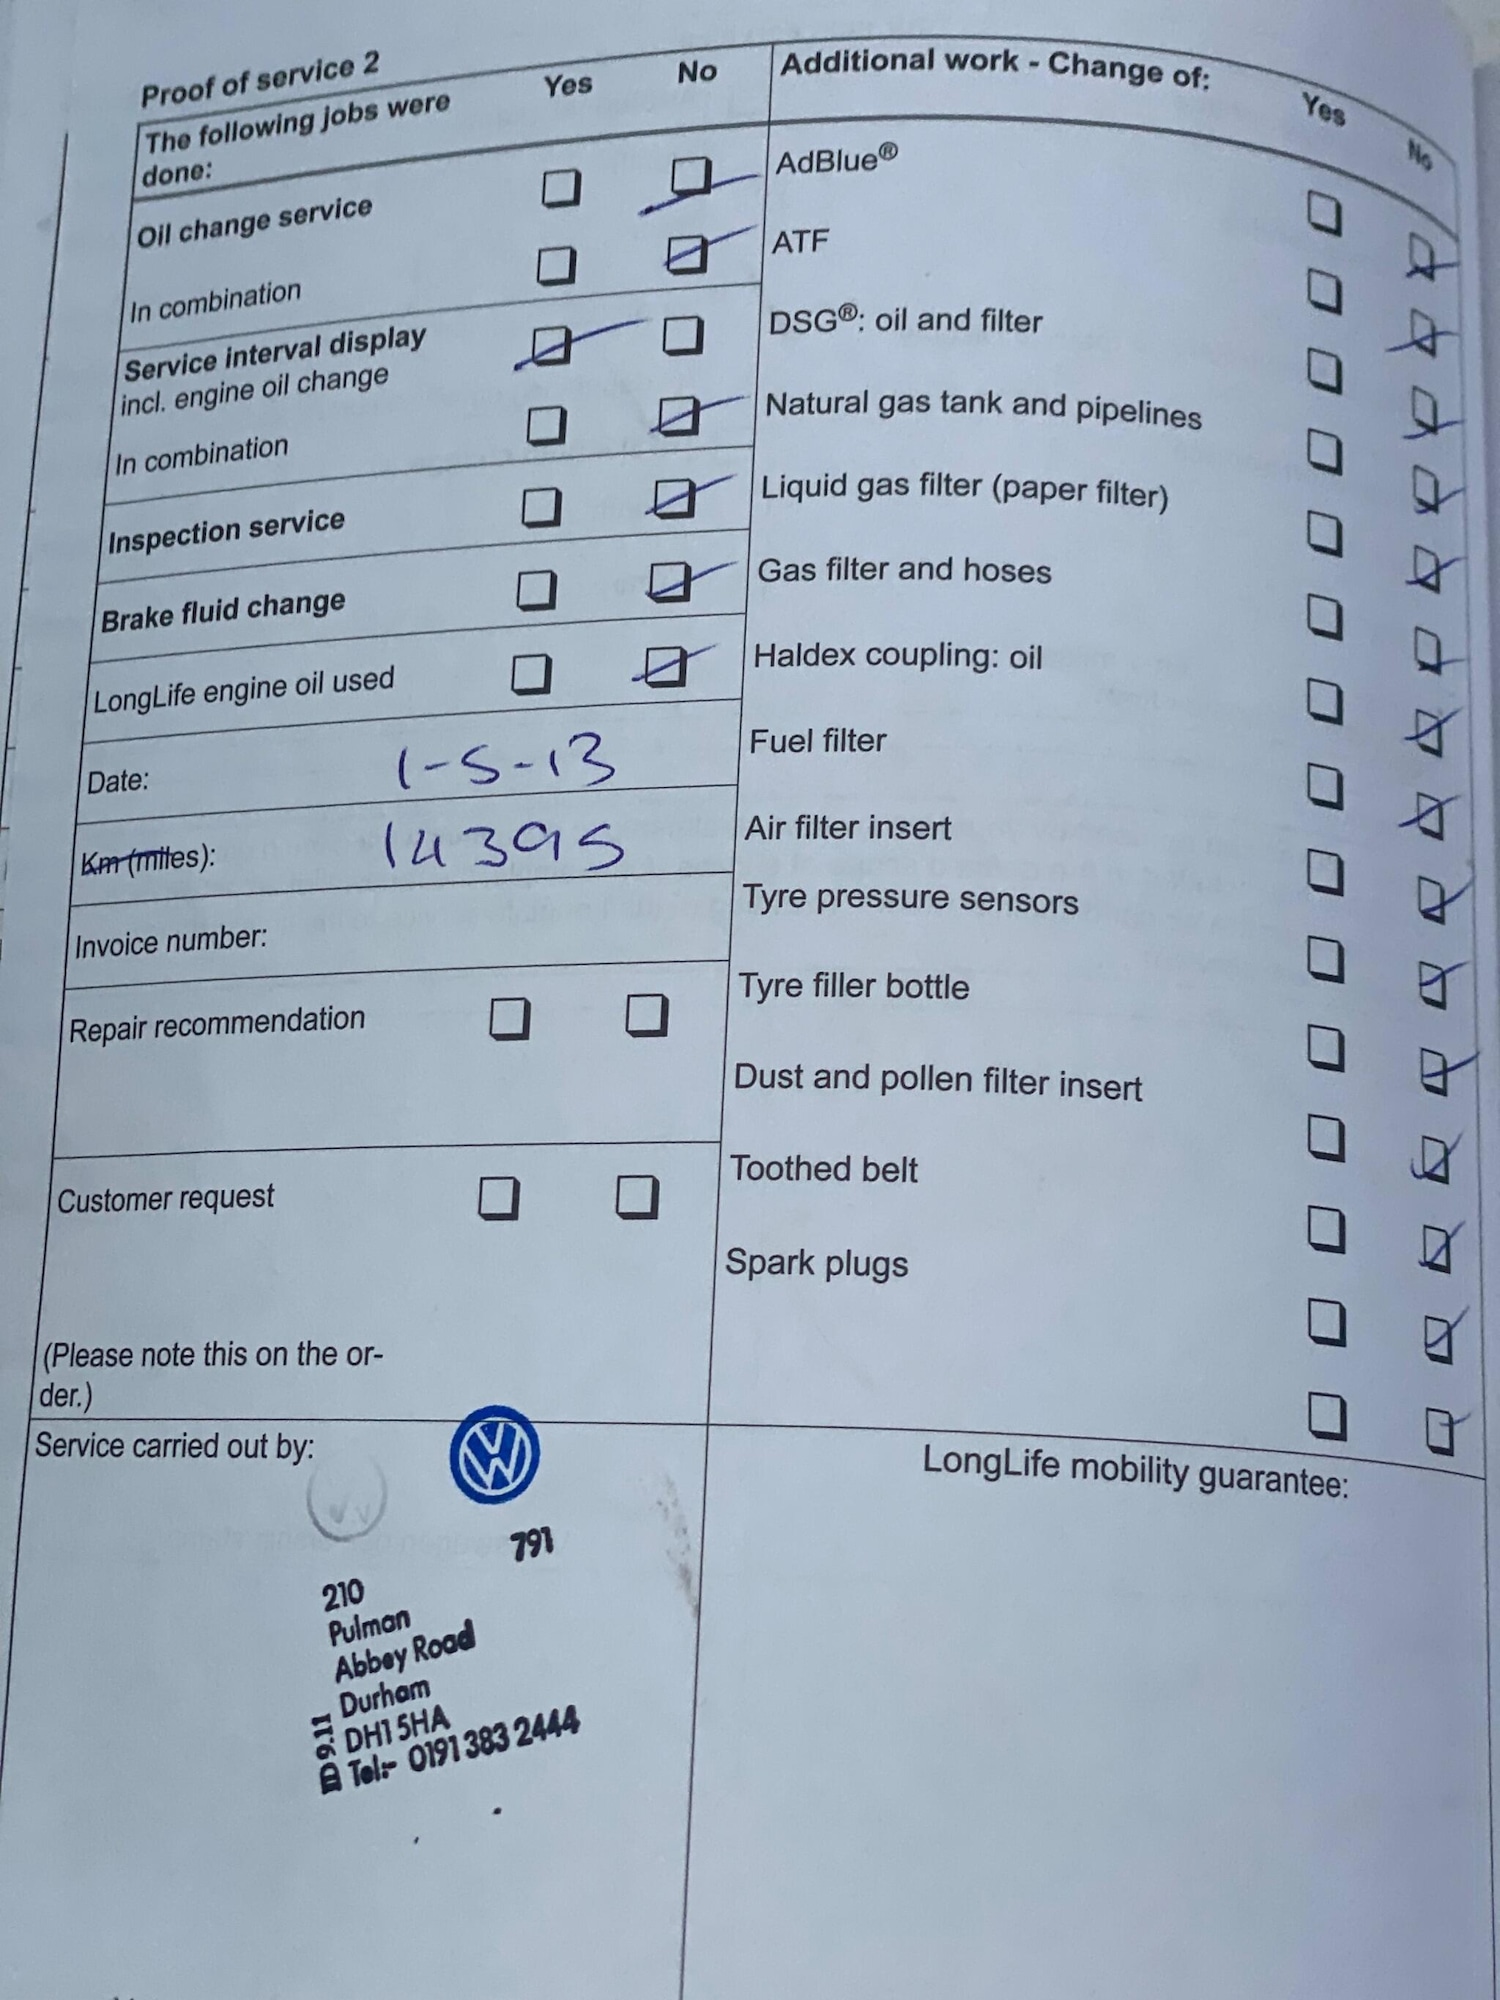 Proof of service 2
The following jobs were
done:
Yes
No
Oil change service
In combination
Service interval display
incl. engine oil change
In combination
Inspection service
Brake fluid change
LongLife engine oil used
Date: 1-5-13
Km (miles): 14395
Invoice number:
Repair recommendation
Customer request
(Please note this on the or-
der.)
Additional work - Change of:
Yes
No
AdBlue®
ATF
DSG®: oil and filter
Natural gas tank and pipelines
Liquid gas filter (paper filter)
Gas filter and hoses
Haldex coupling: oil
Fuel filter
Air filter insert
Tyre pressure sensors
Tyre filler bottle
Dust and pollen filter insert
Toothed belt
Spark plugs
Service carried out by:
791
210
Pulman
Abbey Road
Durham
DH1 5HA
Tel:- 0191 383 2444
LongLife mobility guarantee: